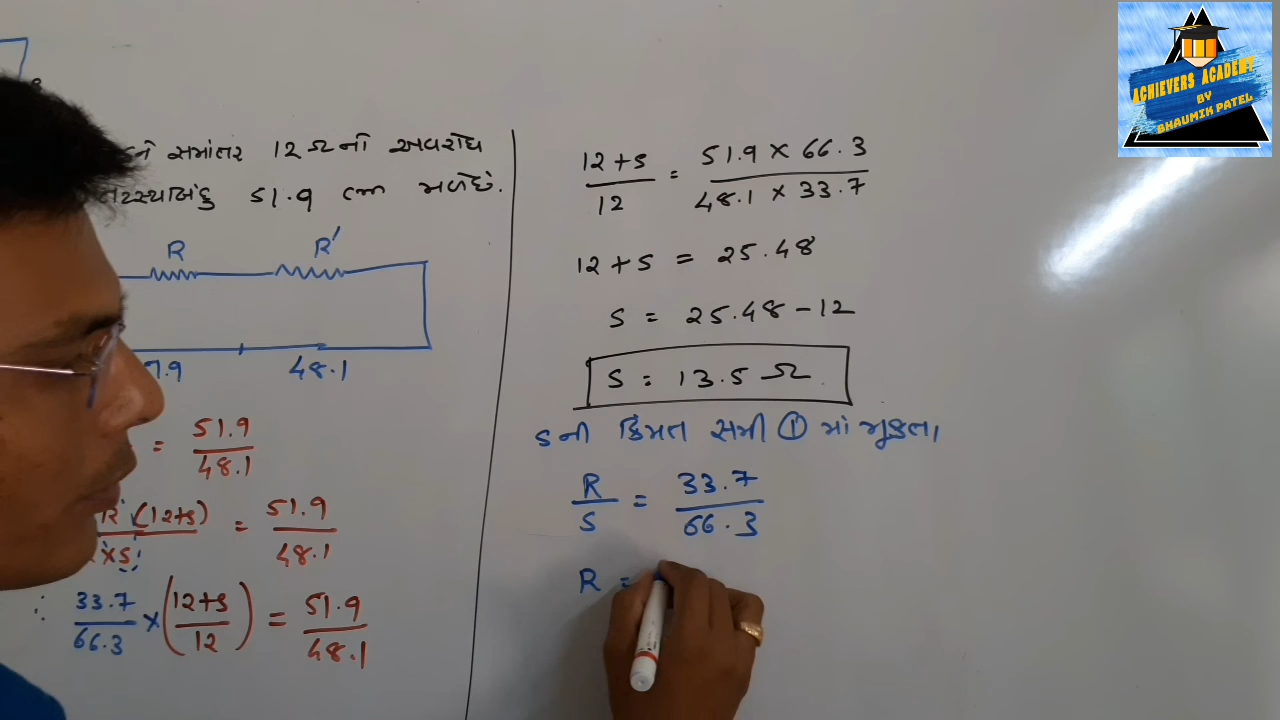 ને સમાંતર 12 Ω ની અવરોધ
તટસ્થબિંદુ 51.9 cm મળેછે.
R R'
48.1
= 51.9 / 48.1
R (12+S) / ×S = 51.9 / 48.1
∴ 33.7 / 66.3 × (12+S / 12) = 51.9 / 48.1
12+S / 12 = 51.9 × 66.3 / 48.1 × 33.7
12+S = 25.48
S = 25.48 - 12
S = 13.5 Ω
S ની કિંમત સમી ① માં મૂકતા
R / S = 33.7 / 66.3
R =
ACHIEVERS ACADEMY
BY
BHAUMIK PATEL